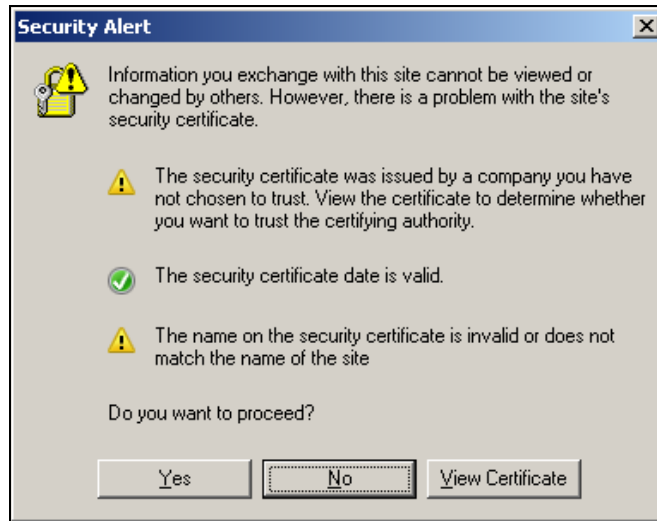 Security Alert
Information you exchange with this site cannot be viewed or
changed by others. However, there is a problem with the site's
security certificate.
The security certificate was issued by a company you have
not chosen to trust. View the certificate to determine whether
you want to trust the certifying authority.
The security certificate date is valid.
The name on the security certificate is invalid or does not
match the name of the site
Do you want to proceed?
Yes
No
View Certificate